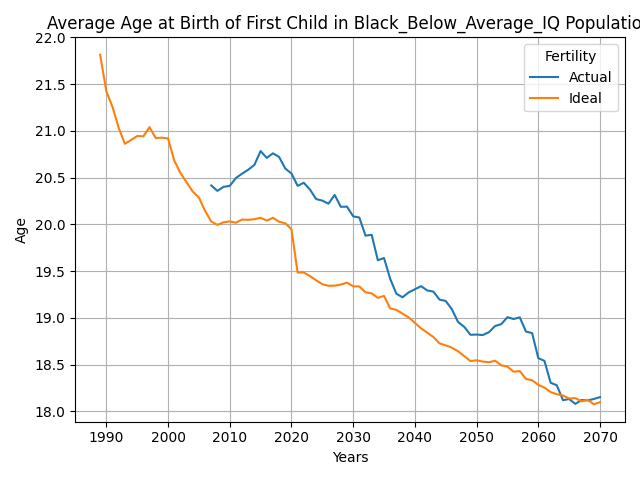 Average Age at Birth of First Child in Black_Below_Average_IQ Populatio
22.0
21.5
21.0
20.5
20.0
19.5
19.0
18.5
18.0
Age
Fertility
Actual
Ideal
1990 2000 2010 2020 2030 2040 2050 2060 2070
Years